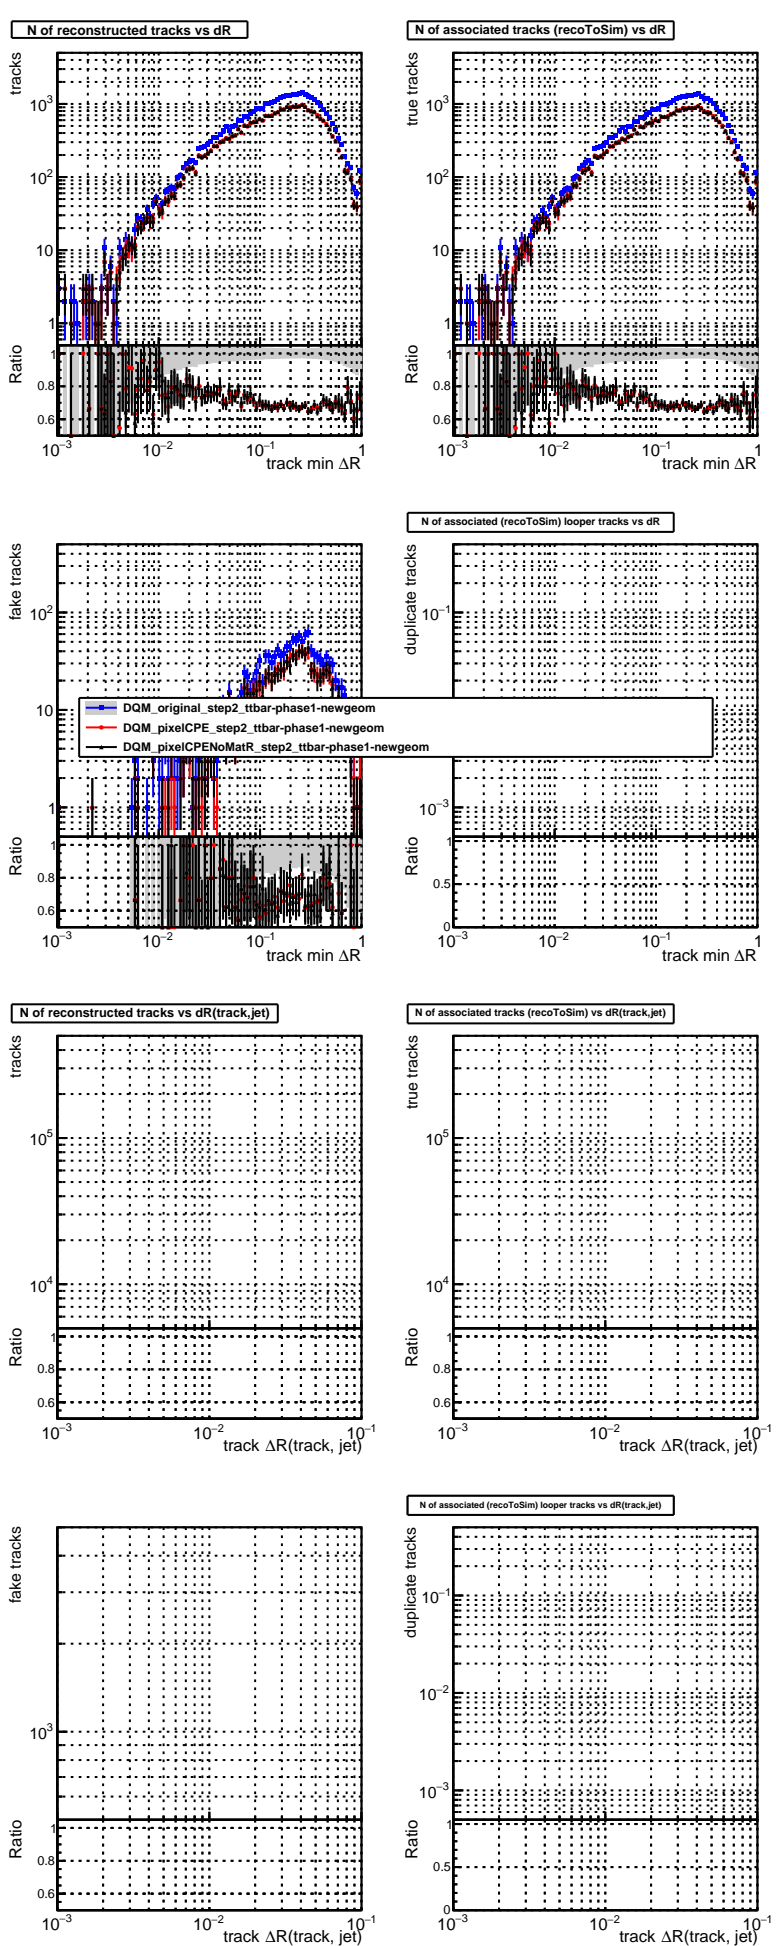 N of reconstructed tracks vs dR
tracks
10³
10²
10
1
Ratio
1
0.8
0.6
10⁻³
10⁻²
10⁻¹
1
track min ΔR
N of associated tracks (recoToSim) vs dR
true tracks
10³
10²
10
1
Ratio
1
0.8
0.6
10⁻³
10⁻²
10⁻¹
1
track min ΔR
fake tracks
10²
10
1
Ratio
1
0.8
0.6
10⁻³
10⁻²
10⁻¹
1
track min ΔR
N of associated (recoToSim) looper tracks vs dR
duplicate tracks
10⁻¹
10⁻³
Ratio
1
0.5
0
10⁻³
10⁻²
10⁻¹
1
track min ΔR
DQM_original_step2_ttbar-phase1-newgeom
DQM_pixelCPE_step2_ttbar-phase1-newgeom
DQM_pixelCPENoMatR_step2_ttbar-phase1-newgeom
N of reconstructed tracks vs dR(track,jet)
tracks
10⁵
10⁴
Ratio
1
0.8
0.6
10⁻³
10⁻²
10⁻¹
track ΔR(track, jet)
N of associated tracks (recoToSim) vs dR(track,jet)
true tracks
10⁵
10⁴
Ratio
1
0.8
0.6
10⁻³
10⁻²
10⁻¹
track ΔR(track, jet)
fake tracks
10³
Ratio
1
0.8
0.6
10⁻³
10⁻²
10⁻¹
track ΔR(track, jet)
N of associated (recoToSim) looper tracks vs dR(track,jet)
duplicate tracks
10⁻¹
10⁻²
10⁻³
Ratio
1
0.5
0
10⁻³
10⁻²
10⁻¹
track ΔR(track, jet)